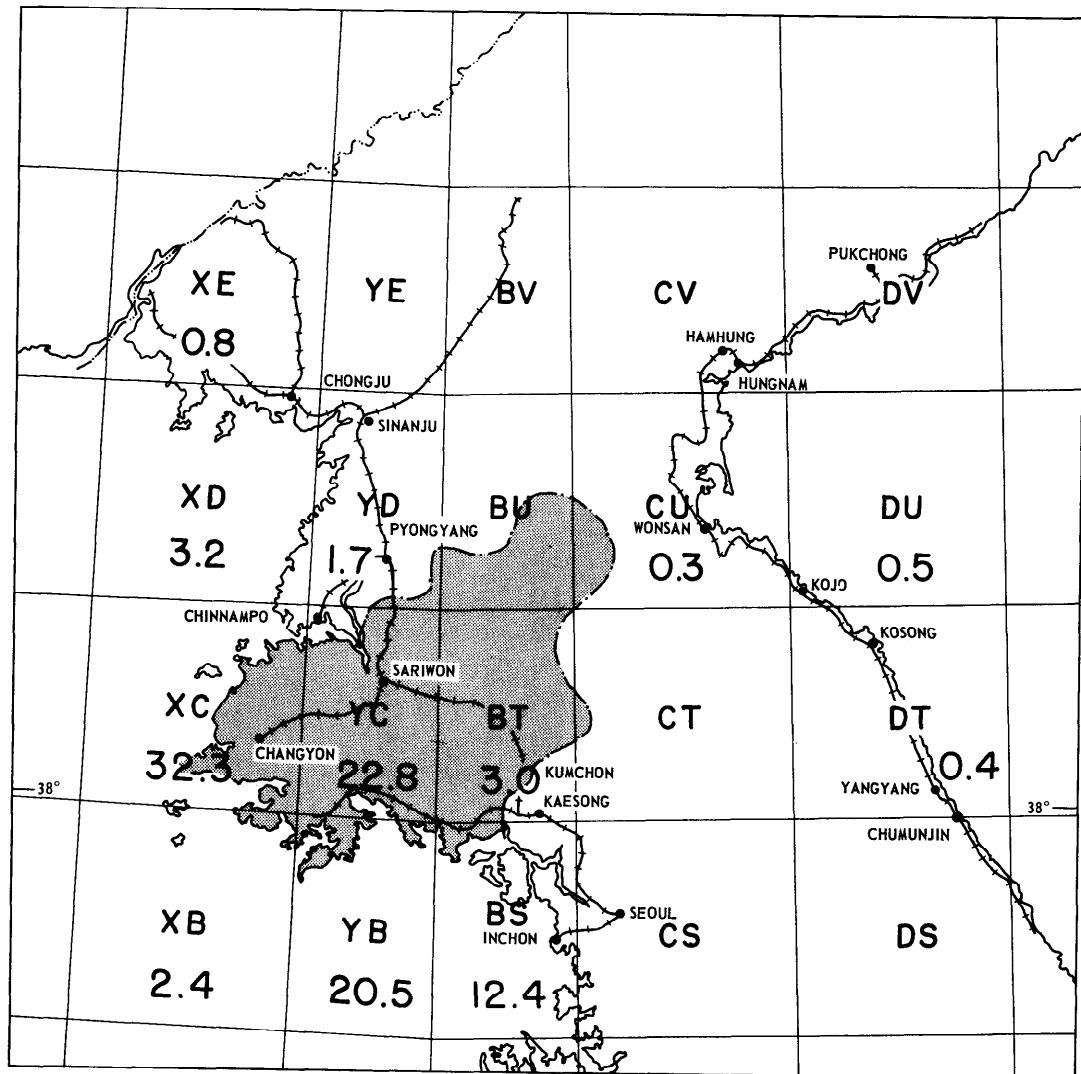 PUKCHONG
XE YE BV CV DV
0.8
HAMHUNG
HUNGNAM
CHONGJU
SINANJU
XD YD BU CU DU
WONSAN
PYONGYANG
3.2 1.7 0.3 0.5
KOJO
CHINNAMPO
KOSONG
SARIWON
XC YC BT CT DT
CHANGYON
32.3 22.8 3.0 0.4
KUMCHON
38° YANGYANG
KAESONG 38°
CHUMUNJIN
XB YB BS SEOUL CS DS
INCHON
2.4 20.5 12.4